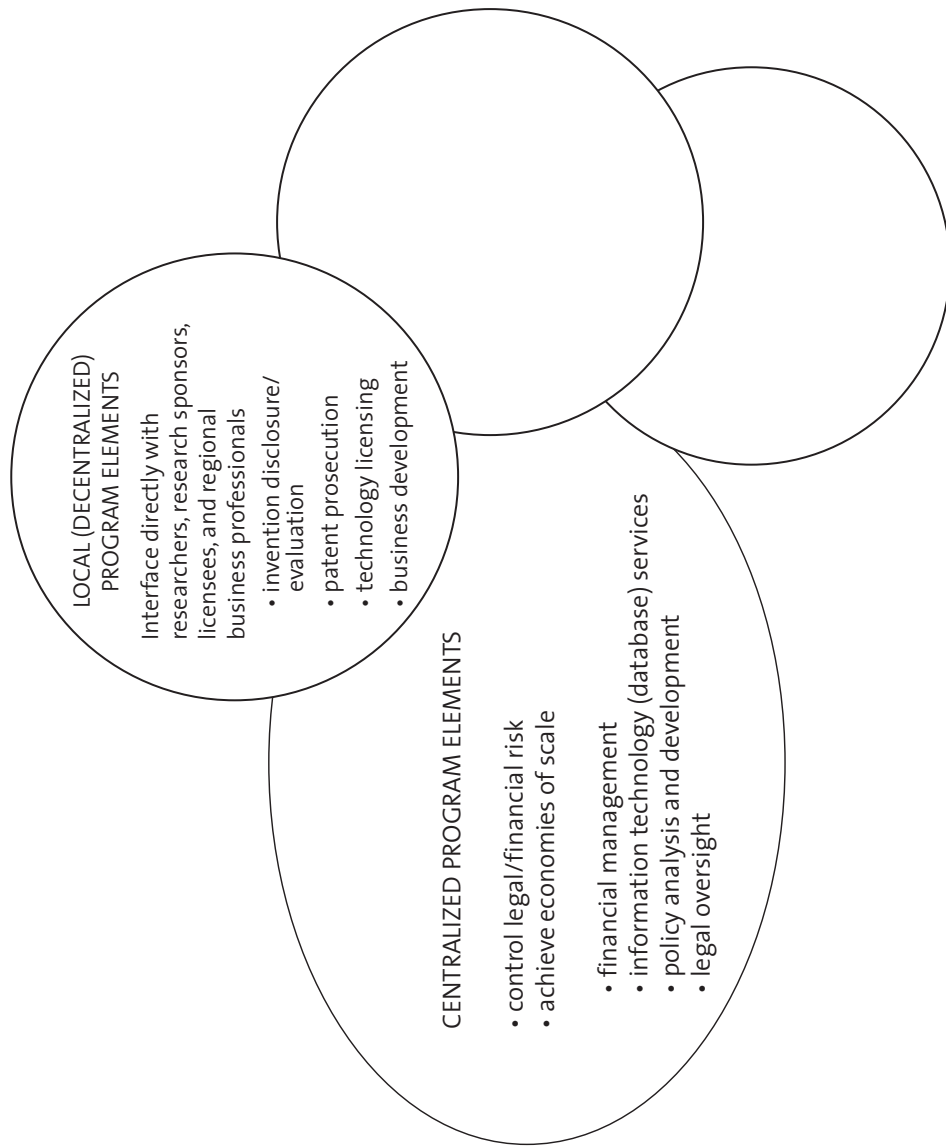 LOCAL (DECENTRALIZED)
PROGRAM ELEMENTS
Interface directly with
researchers, research sponsors,
licensees, and regional
business professionals
• invention disclosure/
evaluation
• patent prosecution
• technology licensing
• business development
CENTRALIZED PROGRAM ELEMENTS
• control legal/financial risk
• achieve economies of scale
• financial management
• information technology (database) services
• policy analysis and development
• legal oversight